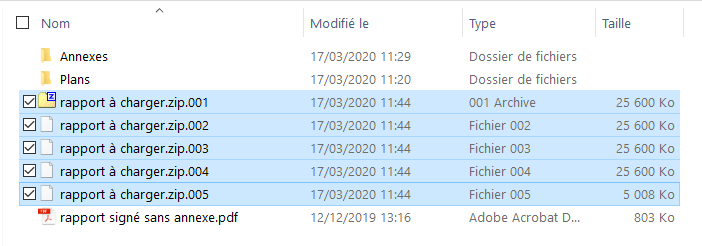 Nom Modifié le Type Taille
Annexes 17/03/2020 11:29 Dossier de fichiers
Plans 17/03/2020 11:20 Dossier de fichiers
rapport à charger.zip.001 17/03/2020 11:44 001 Archive 25 600 Ko
rapport à charger.zip.002 17/03/2020 11:44 Fichier 002 25 600 Ko
rapport à charger.zip.003 17/03/2020 11:44 Fichier 003 25 600 Ko
rapport à charger.zip.004 17/03/2020 11:44 Fichier 004 25 600 Ko
rapport à charger.zip.005 17/03/2020 11:44 Fichier 005 5 008 Ko
rapport signé sans annexe.pdf 12/12/2019 13:16 Adobe Acrobat D... 803 Ko